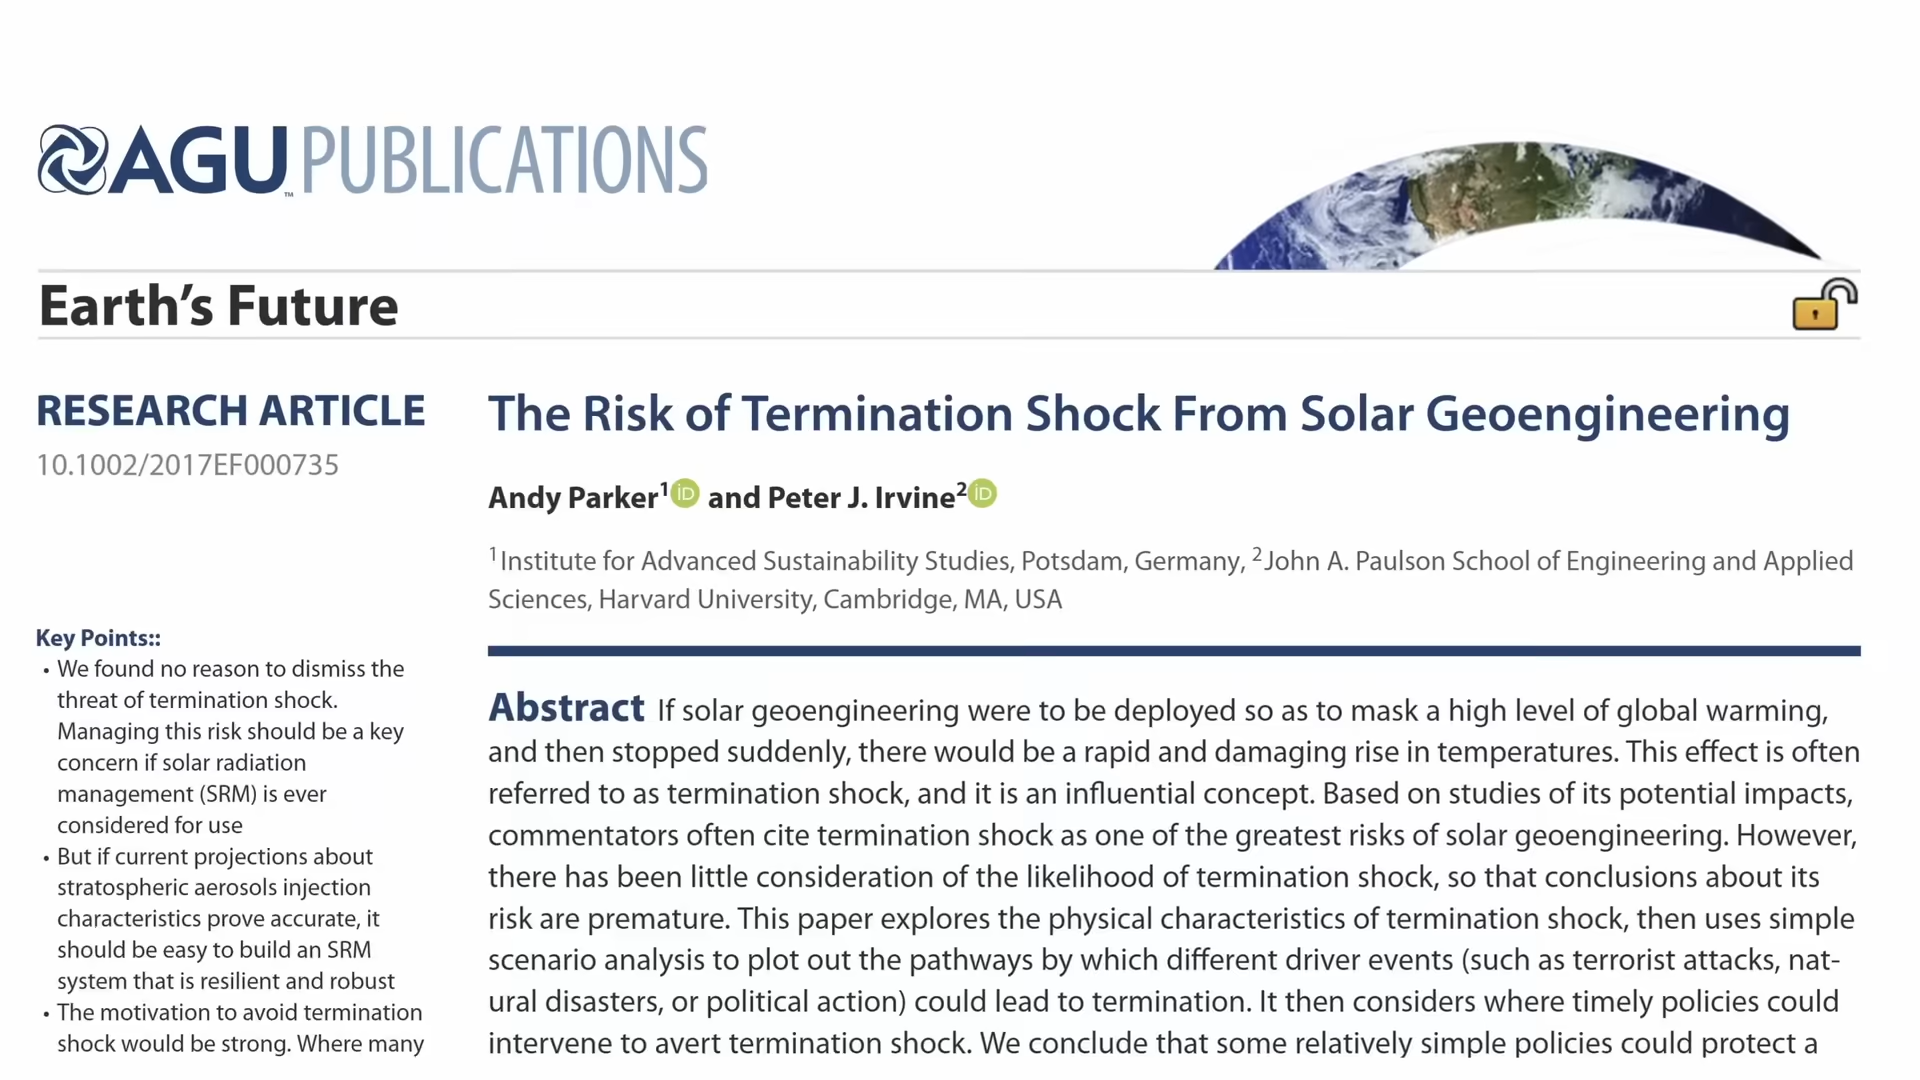 AGU PUBLICATIONS
™
Earth's Future
RESEARCH ARTICLE
10.1002/2017EF000735
Key Points::
• We found no reason to dismiss the
threat of termination shock.
Managing this risk should be a key
concern if solar radiation
management (SRM) is ever
considered for use
• But if current projections about
stratospheric aerosols injection
characteristics prove accurate, it
should be easy to build an SRM
system that is resilient and robust
• The motivation to avoid termination
shock would be strong. Where many
The Risk of Termination Shock From Solar Geoengineering
Andy Parker1 iD and Peter J. Irvine2 iD
1Institute for Advanced Sustainability Studies, Potsdam, Germany, 2John A. Paulson School of Engineering and Applied
Sciences, Harvard University, Cambridge, MA, USA
Abstract If solar geoengineering were to be deployed so as to mask a high level of global warming,
and then stopped suddenly, there would be a rapid and damaging rise in temperatures. This effect is often
referred to as termination shock, and it is an influential concept. Based on studies of its potential impacts,
commentators often cite termination shock as one of the greatest risks of solar geoengineering. However,
there has been little consideration of the likelihood of termination shock, so that conclusions about its
risk are premature. This paper explores the physical characteristics of termination shock, then uses simple
scenario analysis to plot out the pathways by which different driver events (such as terrorist attacks, nat-
ural disasters, or political action) could lead to termination. It then considers where timely policies could
intervene to avert termination shock. We conclude that some relatively simple policies could protect a